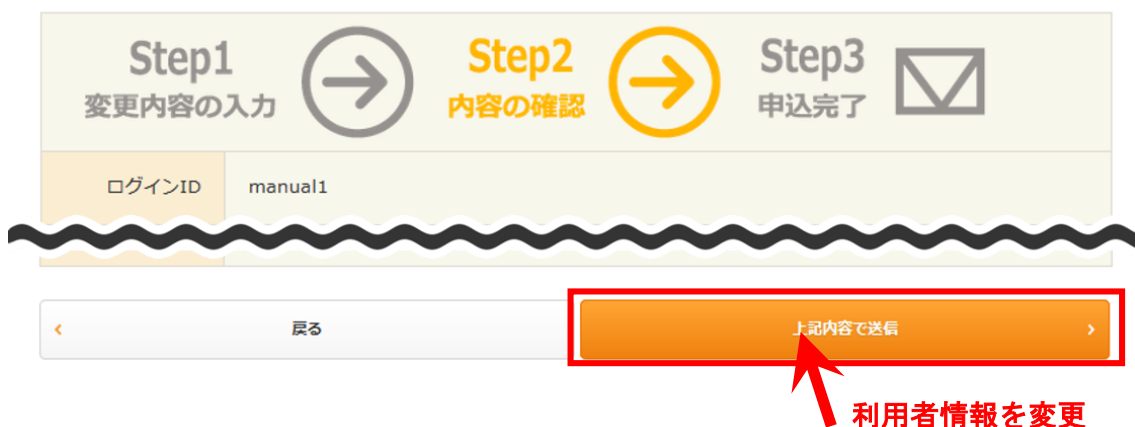 Step1
変更内容の入力
Step2
内容の確認
Step3
申込完了
ログインID manual1
戻る
上記内容で送信
利用者情報を変更